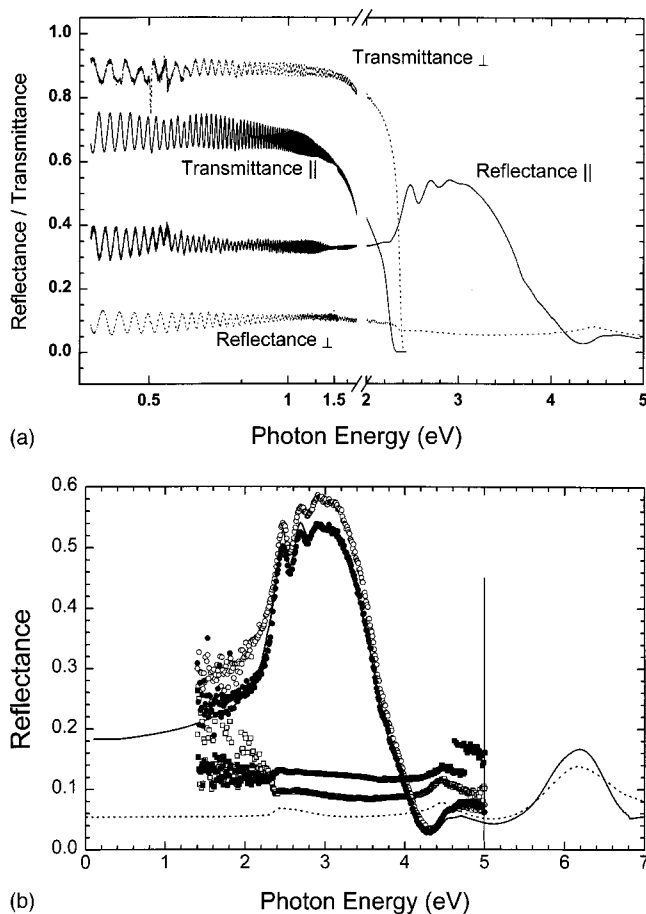 1.0
Transmittance ⊥
0.8
Reflectance / Transmittance
0.6
Transmittance ||
Reflectance ||
0.4
0.2
Reflectance ⊥
0.0
0.5 1 1.5 2 3 4 5
(a)
Photon Energy (eV)
0.6
0.5
0.4
Reflectance
0.3
0.2
0.1
0.0
0 1 2 3 4 5 6 7
(b)
Photon Energy (eV)